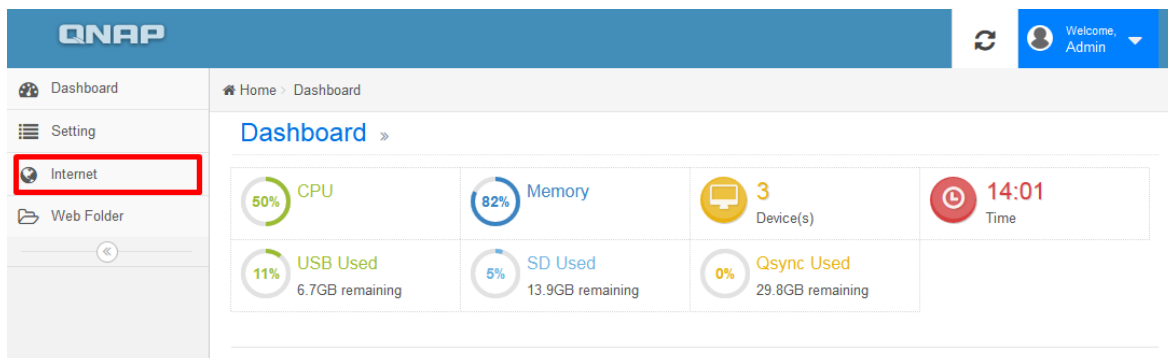 QNAP
Welcome,
Admin
Dashboard
Setting
Internet
Web Folder
Home > Dashboard
Dashboard »
50% CPU
82% Memory
3
Device(s)
14:01
Time
11% USB Used
6.7GB remaining
5% SD Used
13.9GB remaining
0% Qsync Used
29.8GB remaining